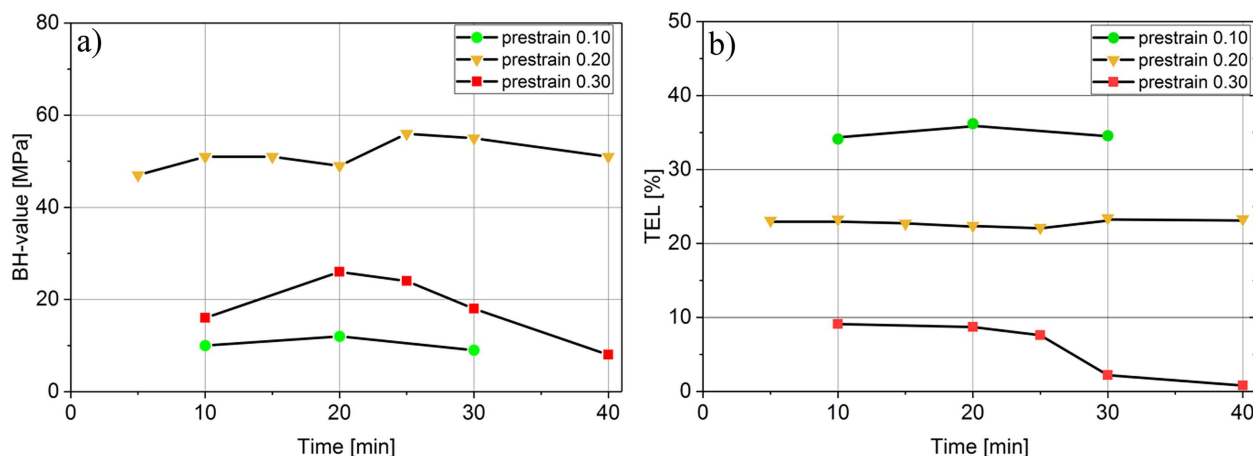 a)
prestrain 0.10
prestrain 0.20
prestrain 0.30
BH-value [MPa]
80
60
40
20
0
0 10 20 30 40
Time [min]
b)
prestrain 0.10
prestrain 0.20
prestrain 0.30
TEL [%]
50
40
30
20
10
0
0 10 20 30 40
Time [min]